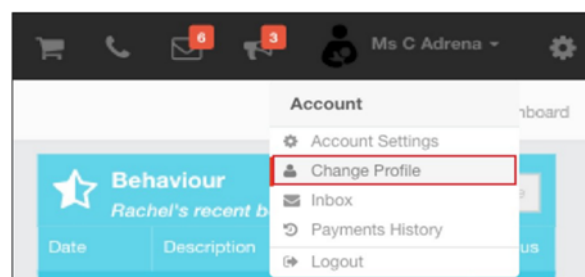 6
3
Ms C Adrena
Account
nboard
Account Settings
Behaviour
Change Profile
Rachel's recent b
Inbox
Payments History
Date Description us
Logout